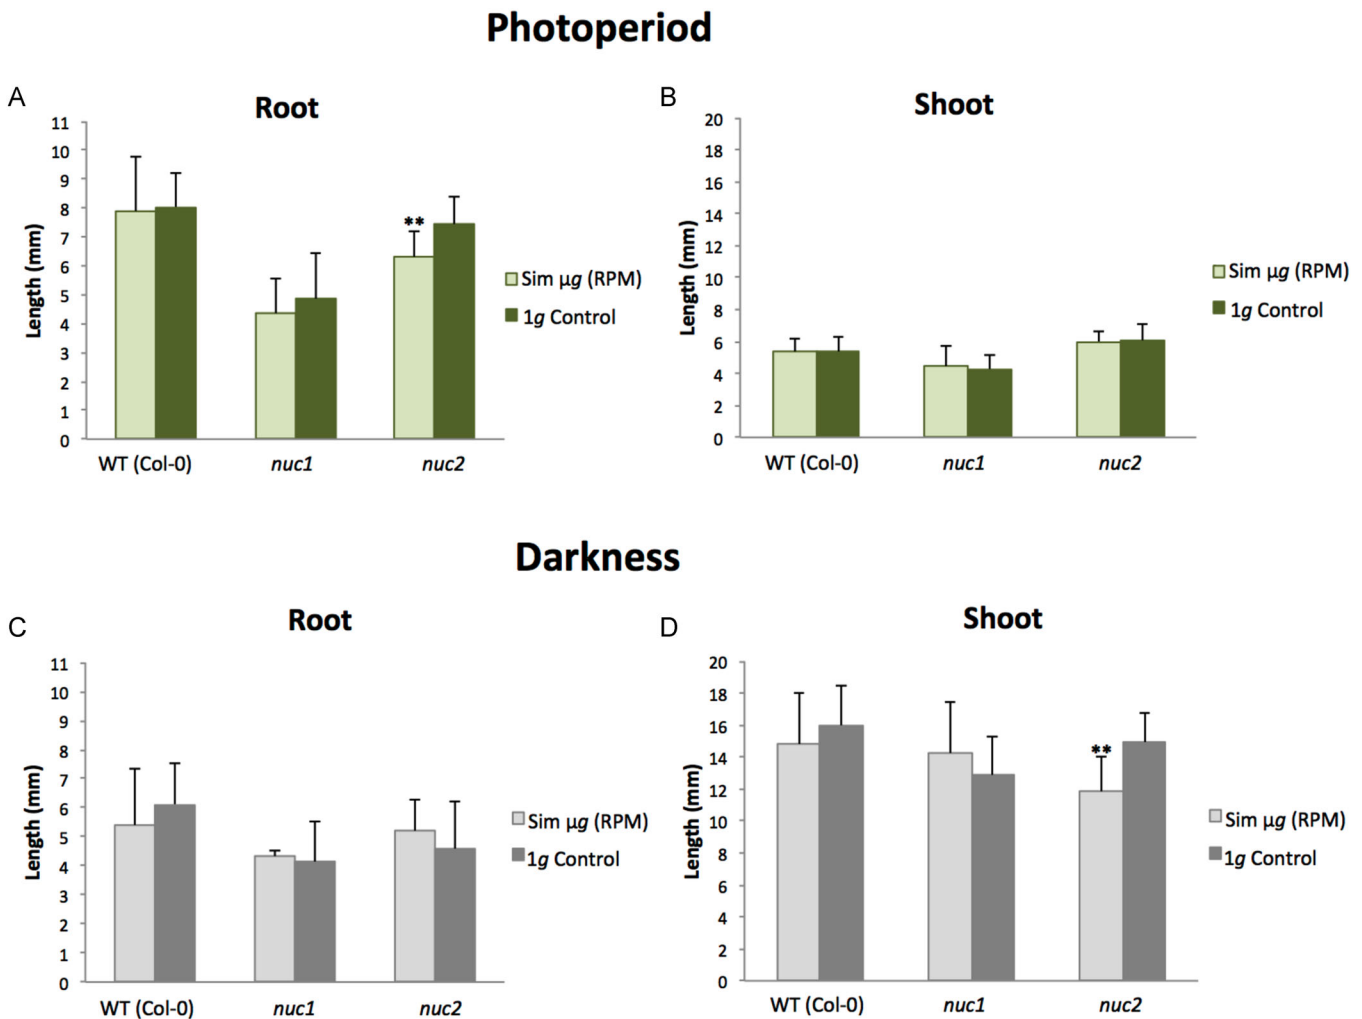 Photoperiod
A
Root
Length (mm)
11
10
9
8
7
6
5
4
3
2
1
0
**
WT (Col-0)
nuc1
nuc2
Sim µg (RPM)
1g Control
B
Shoot
Length (mm)
20
18
16
14
12
10
8
6
4
2
0
WT (Col-0)
nuc1
nuc2
Sim µg (RPM)
1g Control
Darkness
C
Root
Length (mm)
11
10
9
8
7
6
5
4
3
2
1
0
WT (Col-0)
nuc1
nuc2
Sim µg (RPM)
1g Control
D
Shoot
Length (mm)
20
18
16
14
12
10
8
6
4
2
0
**
WT (Col-0)
nuc1
nuc2
Sim µg (RPM)
1g Control